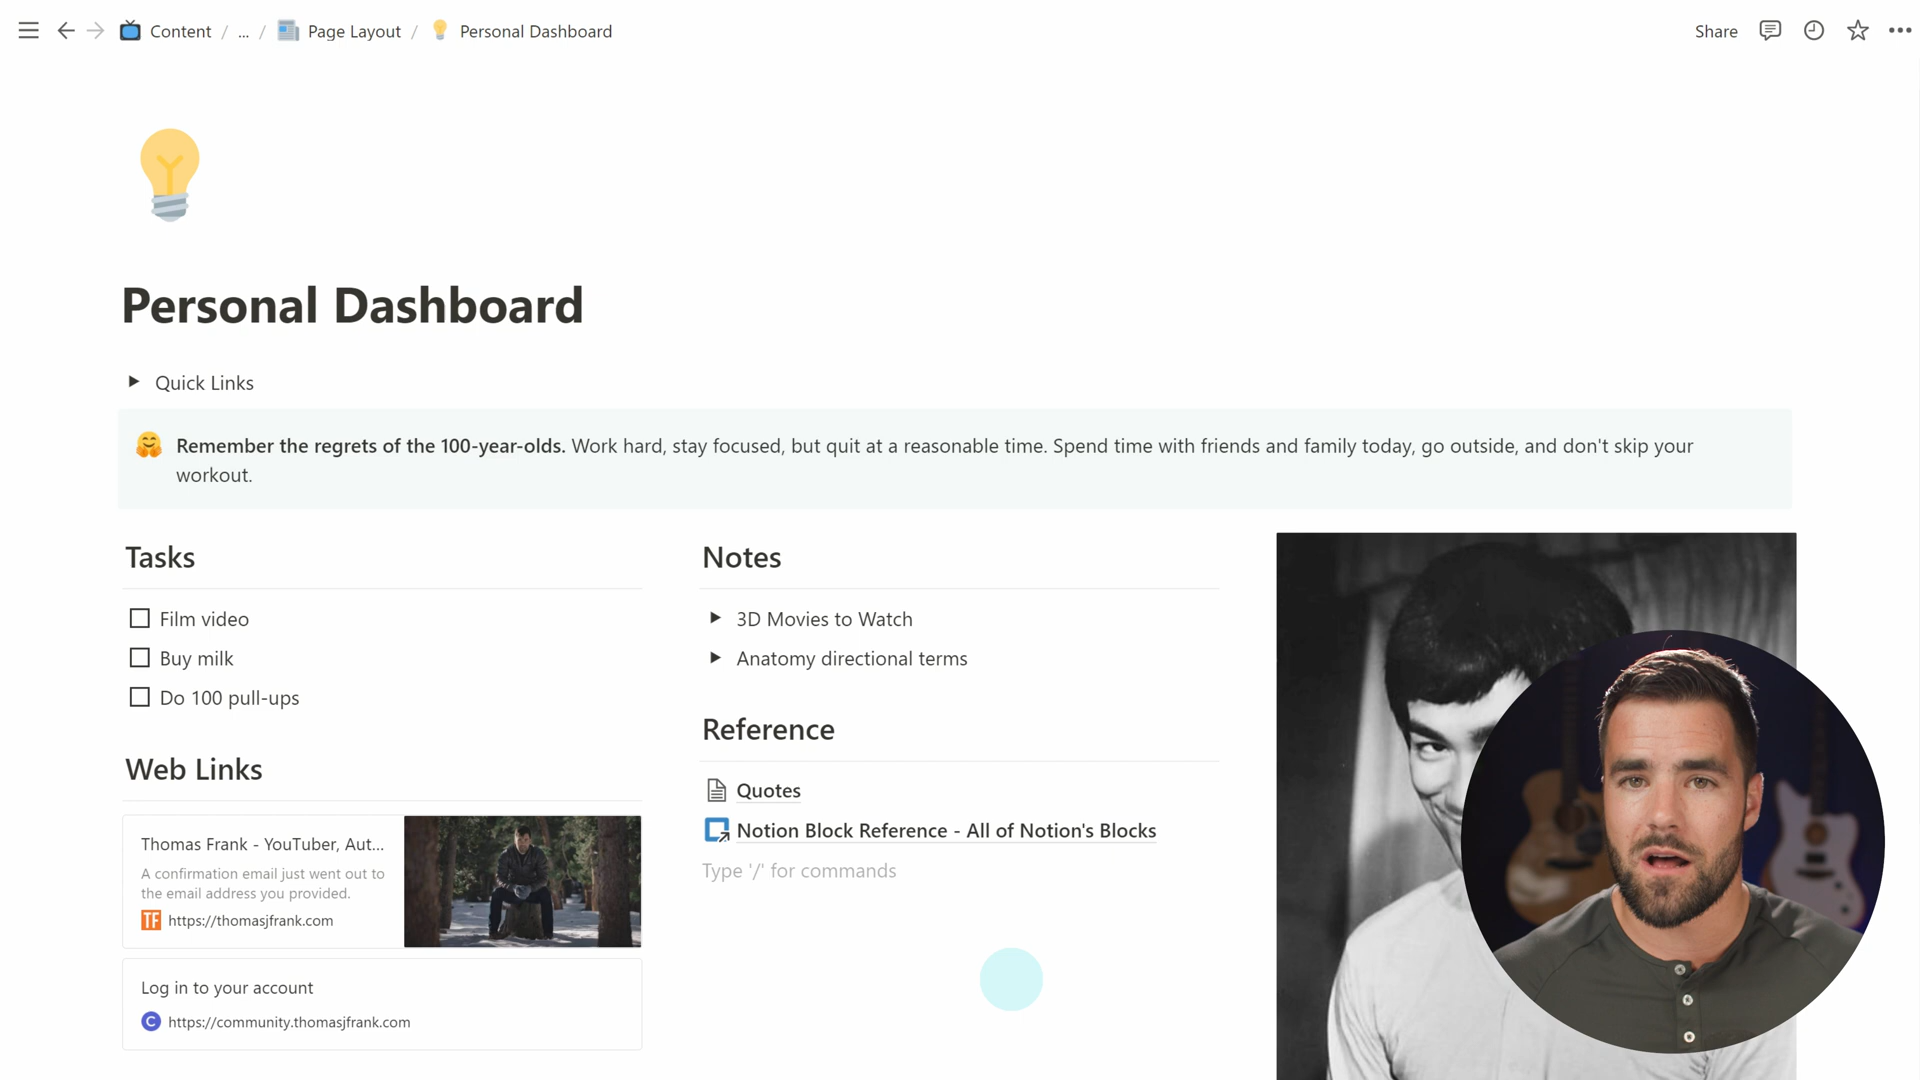 Content / ... / Page Layout / Personal Dashboard
Share
Personal Dashboard
Quick Links
Remember the regrets of the 100-year-olds. Work hard, stay focused, but quit at a reasonable time. Spend time with friends and family today, go outside, and don't skip your
workout.
Tasks
Film video
Buy milk
Do 100 pull-ups
Web Links
Thomas Frank - YouTuber, Aut...
A confirmation email just went out to
the email address you provided.
TF https://thomasjfrank.com
Log in to your account
C https://community.thomasjfrank.com
Notes
3D Movies to Watch
Anatomy directional terms
Reference
Quotes
Notion Block Reference - All of Notion's Blocks
Type '/' for commands